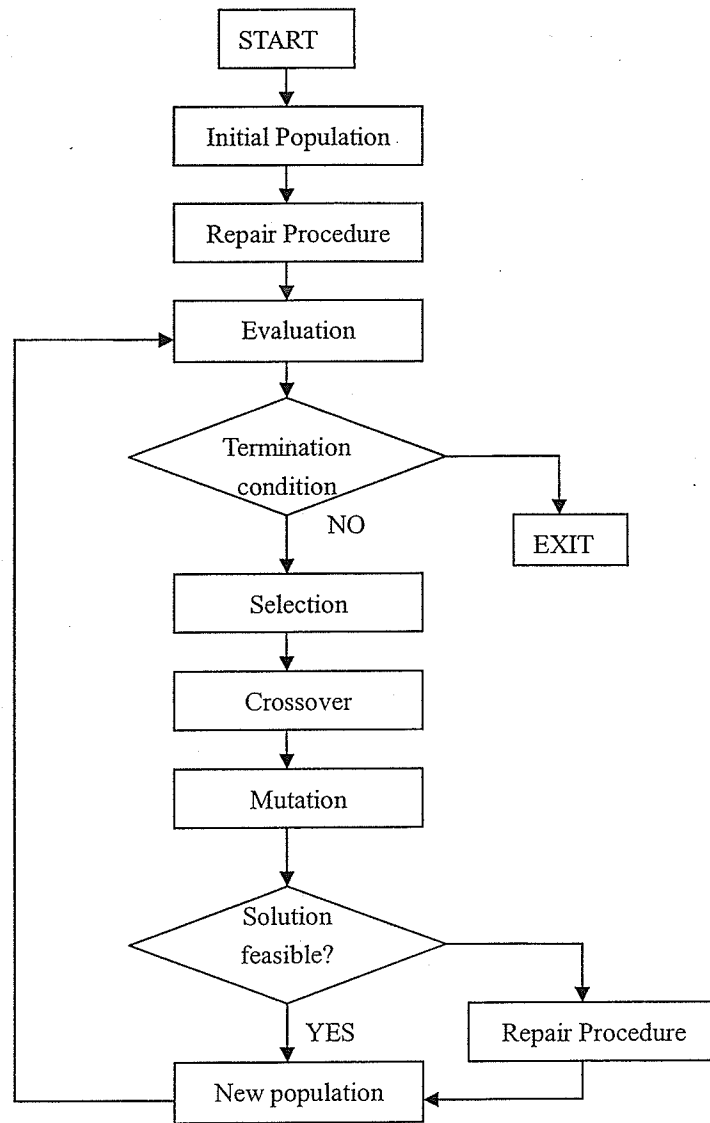 START
Initial Population
Repair Procedure
Evaluation
Termination
condition
NO
EXIT
Selection
Crossover
Mutation
Solution
feasible?
YES
Repair Procedure
New population